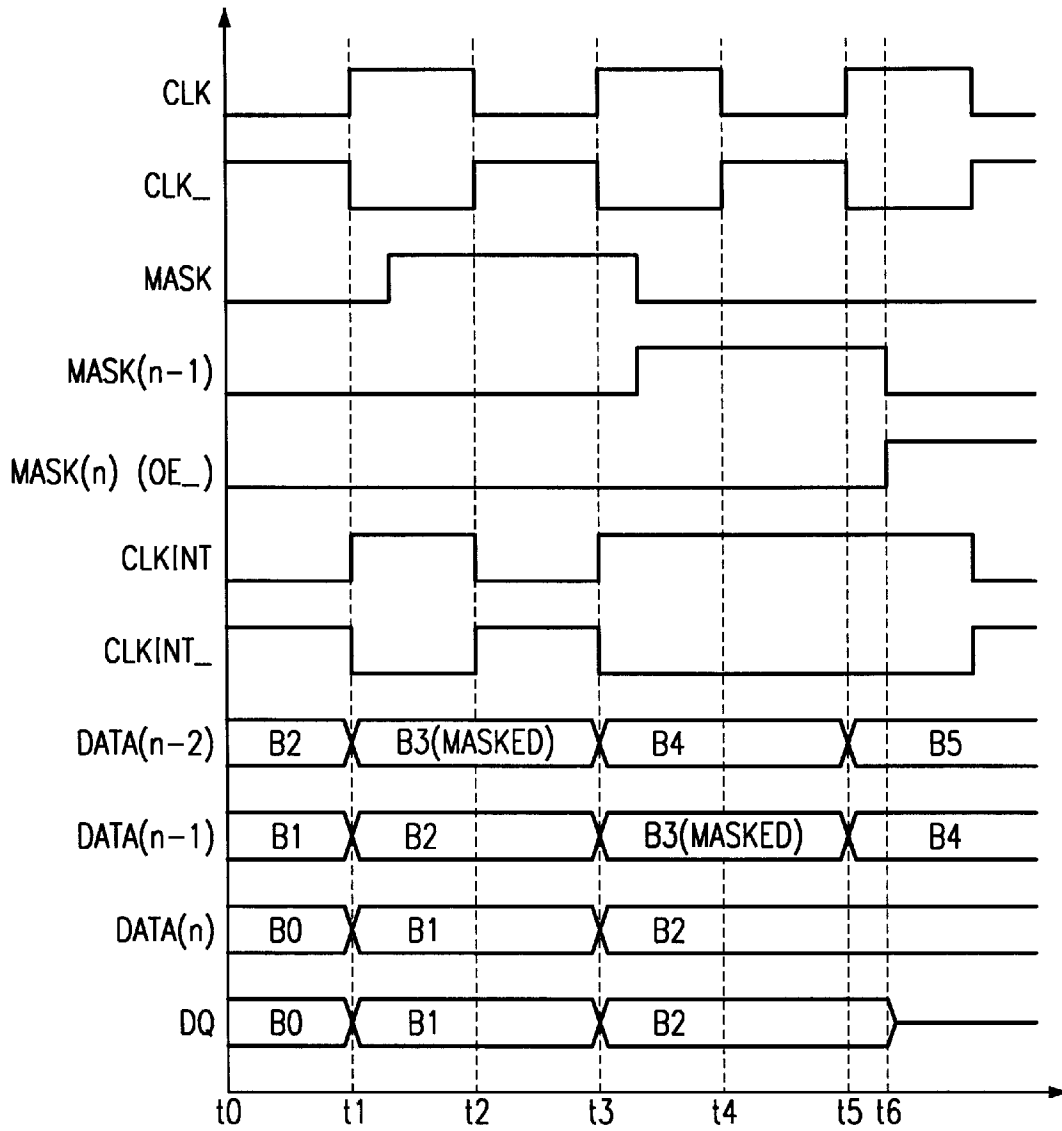 CLK
CLK_
MASK
MASK(n-1)
MASK(n) (OE_)
CLKINT
CLKINT_
DATA(n-2) B2 B3(MASKED) B4 B5
DATA(n-1) B1 B2 B3(MASKED) B4
DATA(n) B0 B1 B2
DQ B0 B1 B2
t0 t1 t2 t3 t4 t5 t6